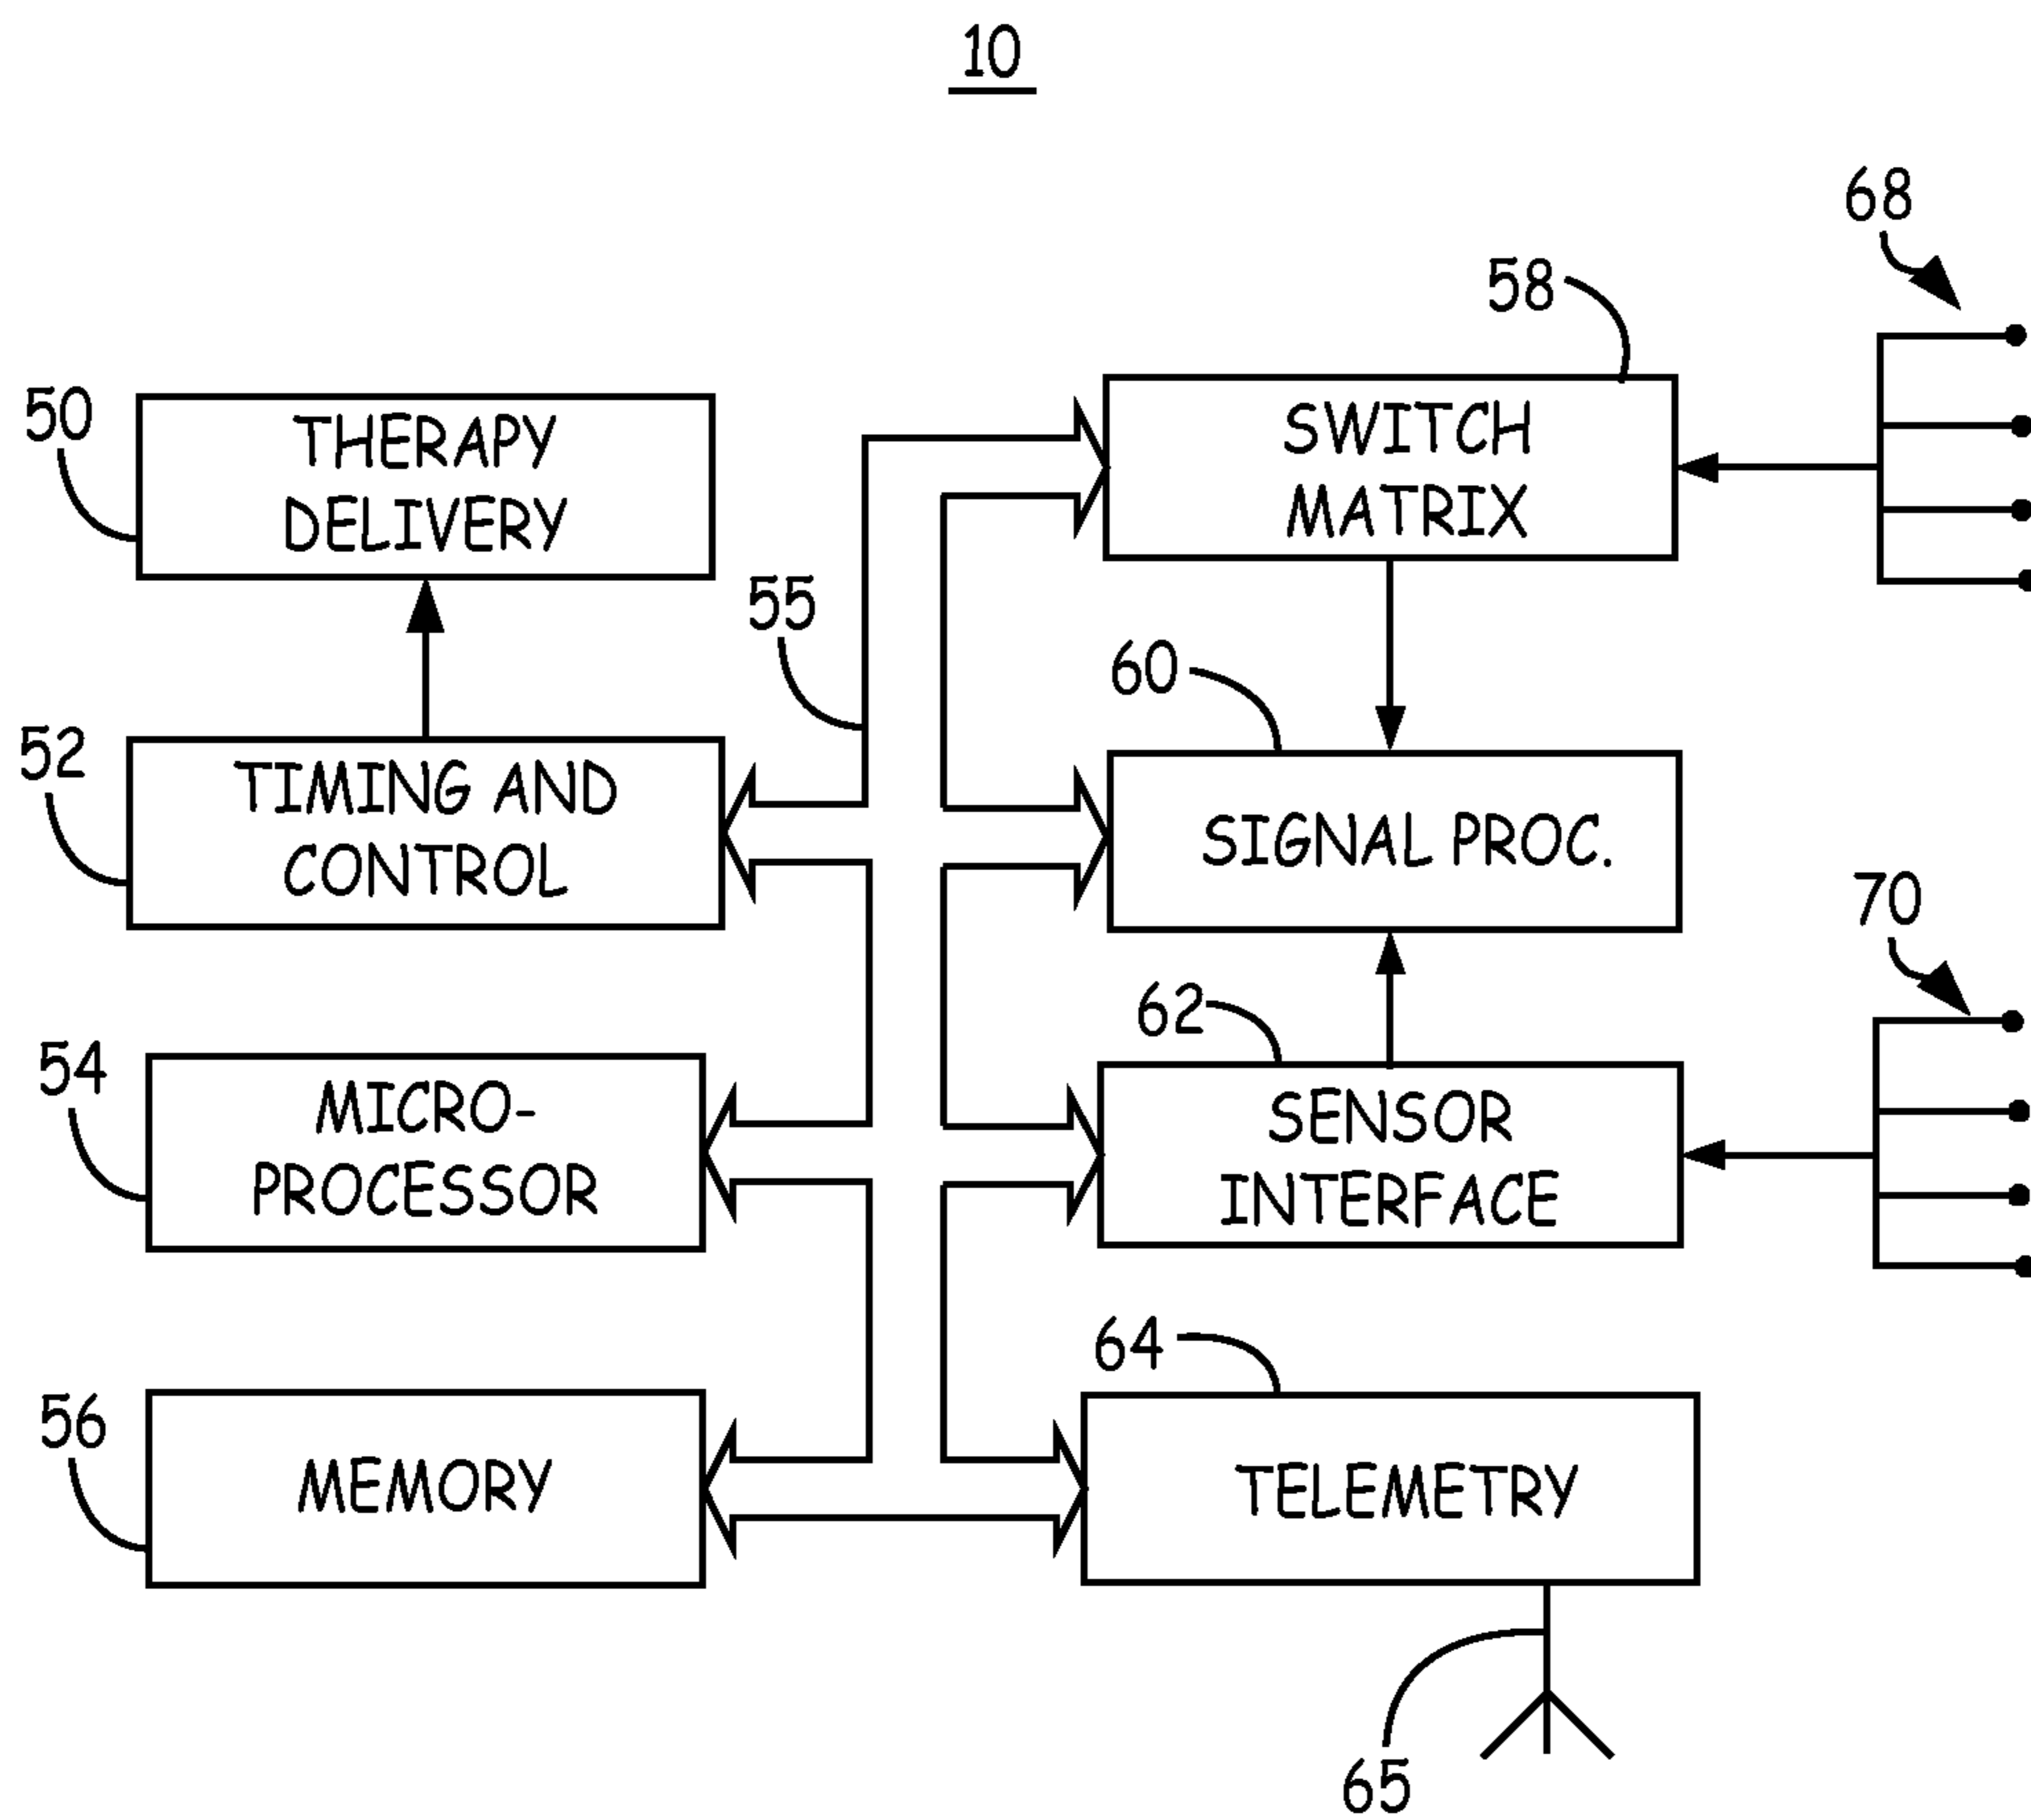 10
68
58
50
THERAPY
DELIVERY
SWITCH
MATRIX
55
60
52
TIMING AND
CONTROL
SIGNAL PROC.
70
62
54
MICRO-
PROCESSOR
SENSOR
INTERFACE
64
56
MEMORY
TELEMETRY
65